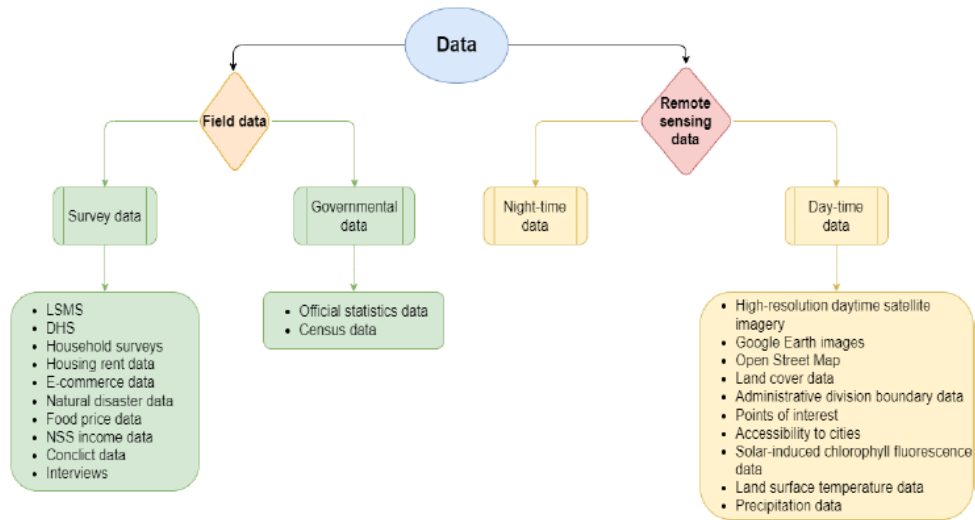 Data
Field data
Remote
sensing
data
Survey data
Governmental
data
Night-time
data
Day-time
data
LSMS
DHS
Household surveys
Housing rent data
E-commerce data
Natural disaster data
Food price data
NSS income data
Conclict data
Interviews
Official statistics data
Census data
High-resolution daytime satellite
imagery
Google Earth images
Open Street Map
Land cover data
Administrative division boundary data
Points of interest
Accessibility to cities
Solar-induced chlorophyll fluorescence
data
Land surface temperature data
Precipitation data